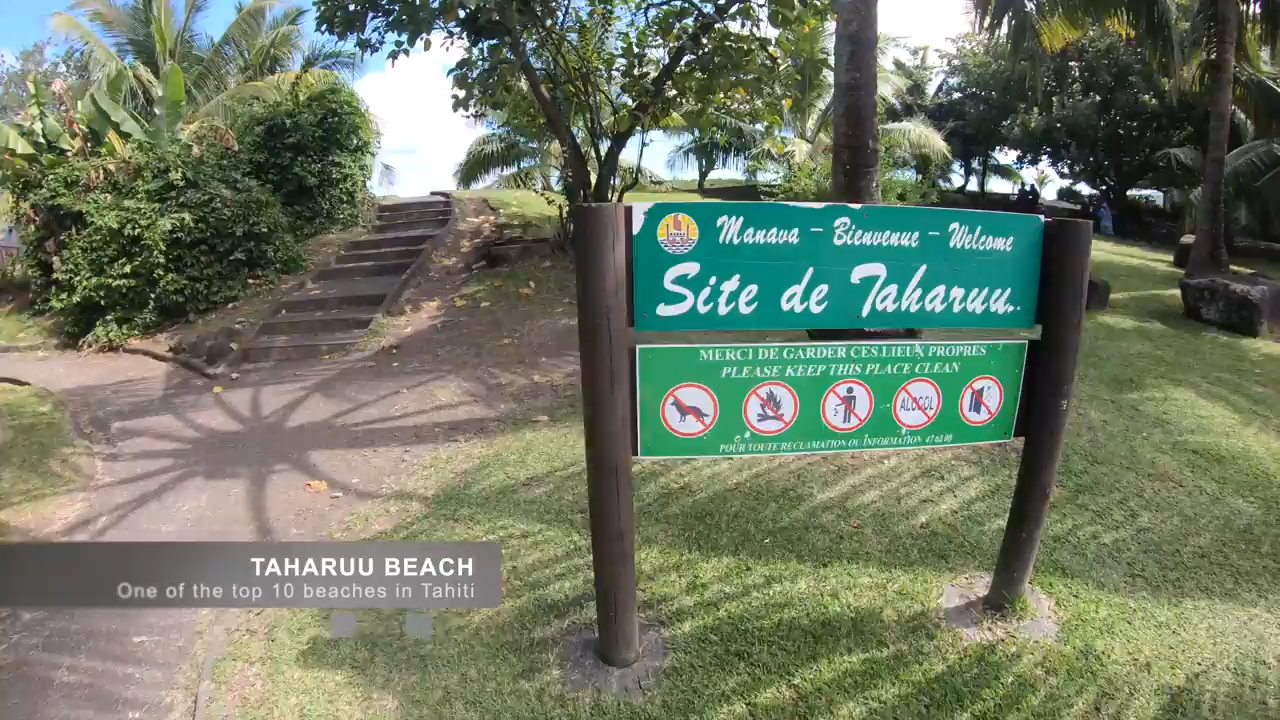 Manava - Bienvenue - Welcome
Site de Taharuu.
MERCI DE GARDER CES LIEUX PROPRES
PLEASE KEEP THIS PLACE CLEAN
ALCOOL
POUR TOUTE RECLAMATION OU INFORMATION 47 61 00
TAHARUU BEACH
One of the top 10 beaches in Tahiti